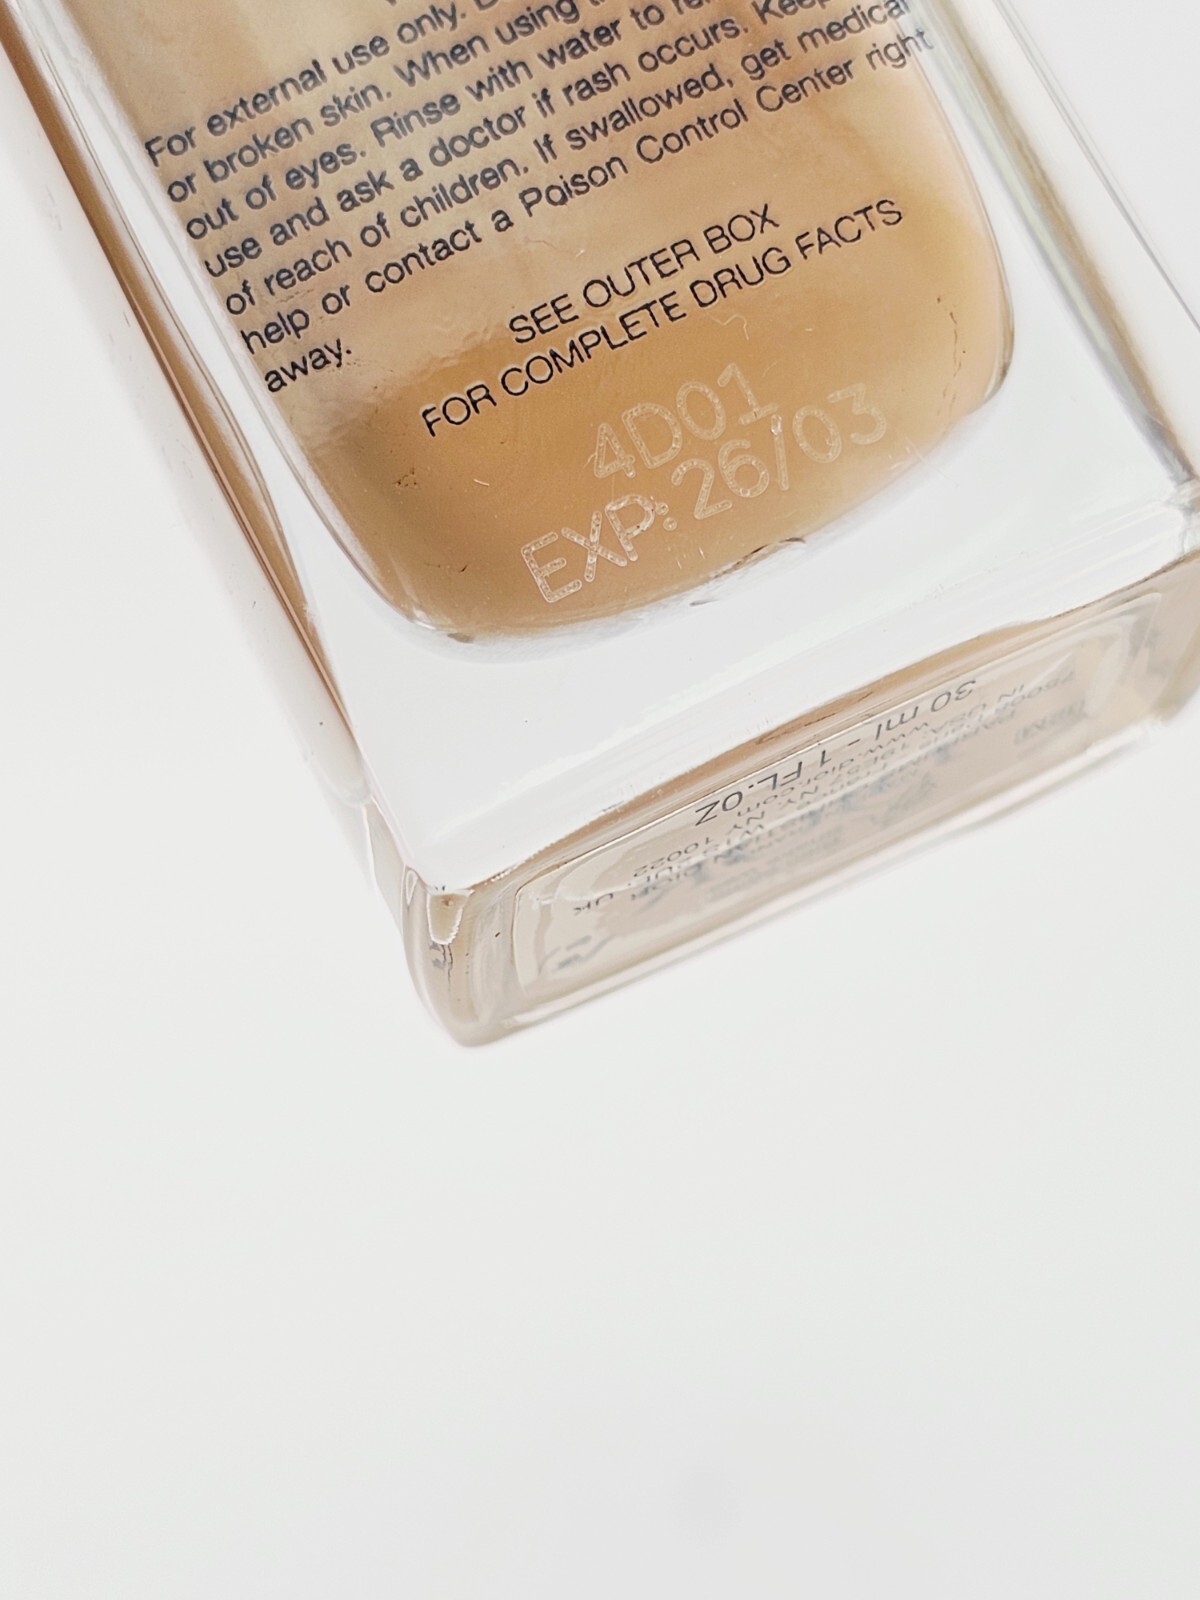 For external use only.
or broken skin. When using
out of eyes. Rinse with water to
use and ask a doctor if rash occurs. Keep
of reach of children. If swallowed, get medical
help or contact a Poison Control Center right
away.
SEE OUTER BOX
FOR COMPLETE DRUG FACTS
4D01
EXP: 26/03
30 ml - 1 FL.OZ